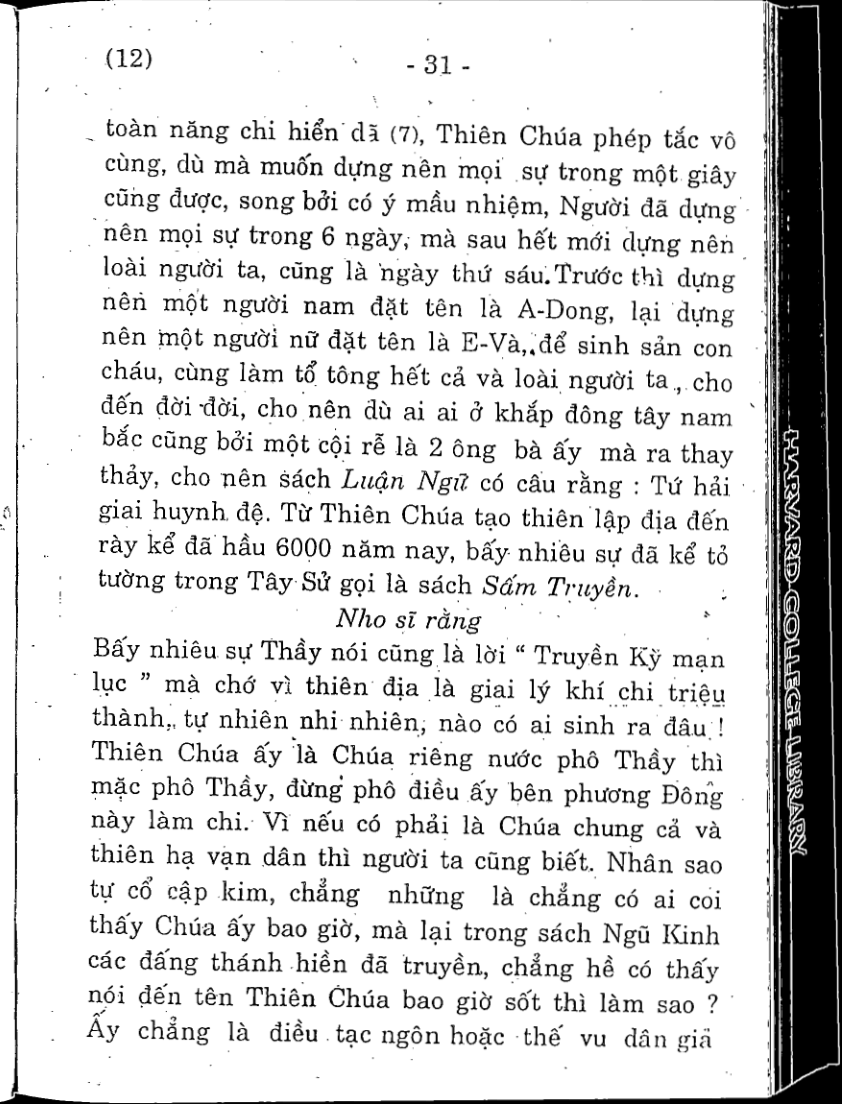 (12)
- 31 -
toàn năng chi hiển dã (7), Thiên Chúa phép tắc vô
cùng, dù mà muốn dựng nên mọi sự trong một giây
cũng được, song bởi có ý mầu nhiệm, Người đã dựng
nên mọi sự trong 6 ngày, mà sau hết mới dựng nên
loài người ta, cũng là ngày thứ sáu. Trước thì dựng
nên một người nam đặt tên là A-Dong, lại dựng
nên một người nữ đặt tên là E-Và, để sinh sản con
cháu, cùng làm tổ tông hết cả và loài người ta, cho
đến đời đời, cho nên dù ai ai ở khắp đông tây nam
bắc cũng bởi một cội rễ là 2 ông bà ấy mà ra thay
thảy, cho nên sách Luận Ngữ có câu rằng : Tứ hải
giai huynh đệ. Từ Thiên Chúa tạo thiên lập địa đến
rày kể đã hầu 6000 năm nay, bấy nhiêu sự đã kể tỏ
tường trong Tây Sử gọi là sách Sấm Truyền.
Nho sĩ rằng
Bấy nhiêu sự Thầy nói cũng là lời “ Truyền Kỳ mạn
lục ” mà chớ vì thiên địa là giai lý khí chi triệu
thành, tự nhiên nhi nhiên, nào có ai sinh ra đâu !
Thiên Chúa ấy là Chúa riêng nước phô Thầy thì
mặc phô Thầy, đừng phô điều ấy bên phương Đông
này làm chi. Vì nếu có phải là Chúa chung cả và
thiên hạ vạn dân thì người ta cũng biết. Nhân sao
tự cổ cập kim, chẳng những là chẳng có ai coi
thấy Chúa ấy bao giờ, mà lại trong sách Ngũ Kinh
các đấng thánh hiền đã truyền, chẳng hề có thấy
nói đến tên Thiên Chúa bao giờ sốt thì làm sao ?
Ấy chẳng là điều tạc ngôn hoặc thế vu dân giả
HARVARD COLLEGE LIBRARY